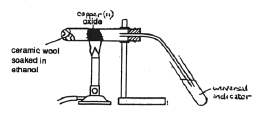 copper (II)
oxide
ceramic wool
soaked in
ethanol
universal
indicator